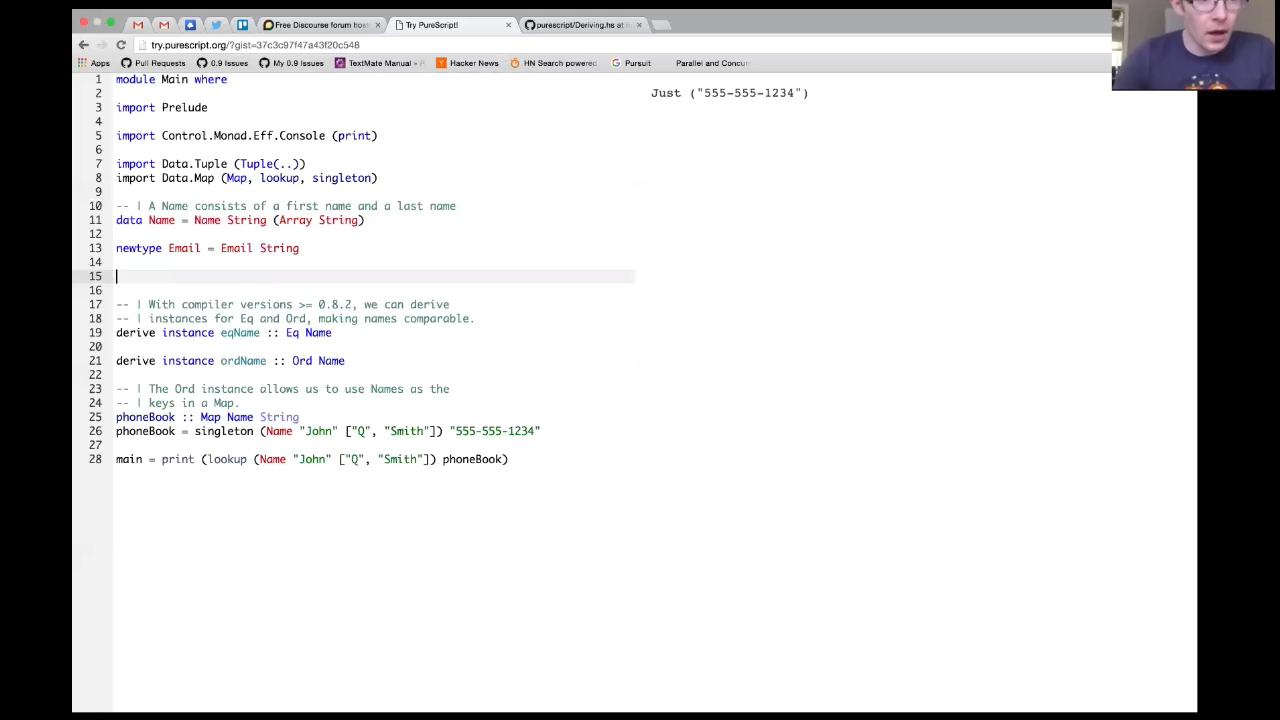 Free Discourse forum host
Try PureScript!
purescript/Deriving.hs at m
try.purescript.org/?gist=37c3c97f47a43f20c548
Apps
Pull Requests
0.9 Issues
My 0.9 Issues
TextMate Manual «
Hacker News
HN Search powered
Pursuit
Parallel and Concur
1 module Main where
2
3 import Prelude
4
5 import Control.Monad.Eff.Console (print)
6
7 import Data.Tuple (Tuple(..))
8 import Data.Map (Map, lookup, singleton)
9
10 -- | A Name consists of a first name and a last name
11 data Name = Name String (Array String)
12
13 newtype Email = Email String
14
15
16
17 -- | With compiler versions >= 0.8.2, we can derive
18 -- | instances for Eq and Ord, making names comparable.
19 derive instance eqName :: Eq Name
20
21 derive instance ordName :: Ord Name
22
23 -- | The Ord instance allows us to use Names as the
24 -- | keys in a Map.
25 phoneBook :: Map Name String
26 phoneBook = singleton (Name "John" ["Q", "Smith"]) "555-555-1234"
27
28 main = print (lookup (Name "John" ["Q", "Smith"]) phoneBook)
Just ("555-555-1234")